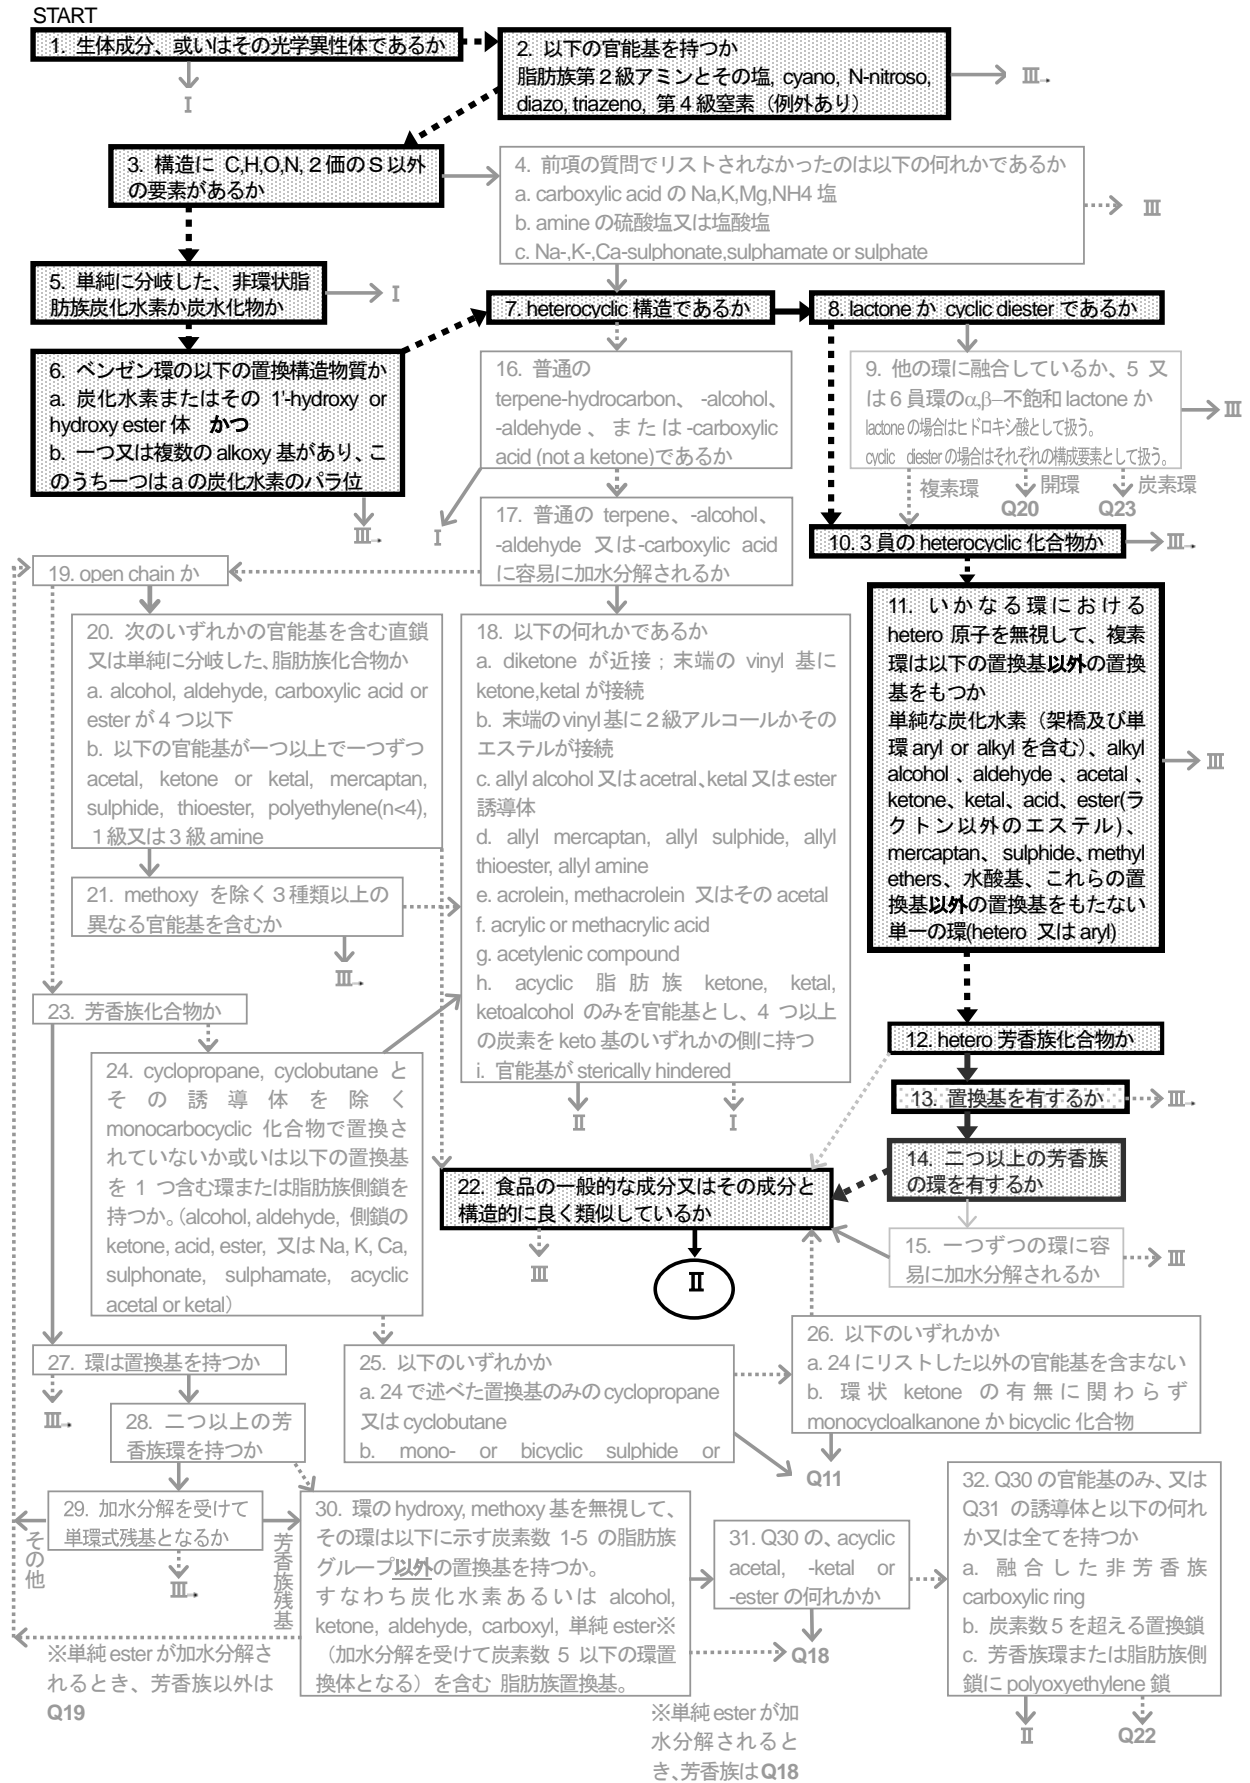 START
1. 生体成分、或いはその光学異性体であるか
I
2. 以下の官能基を持つか
脂肪族第2級アミンとその塩, cyano, N-nitroso,
diazo, triazeno, 第4級窒素（例外あり）
Ⅲ
3. 構造に C,H,O,N, 2価のS以外
の要素があるか
4. 前項の質問でリストされなかったのは以下の何れかであるか
a. carboxylic acid の Na,K,Mg,NH4 塩
b. amine の硫酸塩又は塩酸塩
c. Na-,K-,Ca-sulphonate,sulphamate or sulphate
Ⅲ
5. 単純に分岐した、非環状脂
肪族炭化水素か炭水化物か
I
6. ベンゼン環の以下の置換構造物質か
a. 炭化水素またはその 1'-hydroxy or
hydroxy ester 体 かつ
b. 一つ又は複数の alkoxy 基があり、こ
のうち一つは a の炭化水素のパラ位
Ⅲ
7. heterocyclic 構造であるか
8. lactone か cyclic diester であるか
9. 他の環に融合しているか、5 又
は 6 員環のα,β–不飽和 lactone か
lactone の場合はヒドロキシ酸として扱う。
cyclic diester の場合はそれぞれの構成要素として扱う。
Ⅲ
複素環
開環
Q20
炭素環
Q23
10. 3 員の heterocyclic 化合物か
Ⅲ
11. いかなる環における
hetero 原子を無視して、複素
環は以下の置換基以外の置換
基をもつか
単純な炭化水素（架橋及び単
環 aryl or alkyl を含む）、alkyl
alcohol 、aldehyde 、acetal 、
ketone、ketal、acid、ester(ラ
クトン以外のエステル)、
mercaptan、 sulphide、methyl
ethers、水酸基、これらの置
換基以外の置換基をもたない
単一の環(hetero 又は aryl)
Ⅲ
12. hetero 芳香族化合物か
13. 置換基を有するか
Ⅲ
14. 二つ以上の芳香族
の環を有するか
15. 一つずつの環に容
易に加水分解されるか
Ⅲ
16. 普通の
terpene-hydrocarbon、 -alcohol、
-aldehyde 、または -carboxylic
acid (not a ketone)であるか
I
17. 普通の terpene、-alcohol、
-aldehyde 又は-carboxylic acid
に容易に加水分解されるか
18. 以下の何れかであるか
a. diketone が近接；末端の vinyl 基に
ketone,ketal が接続
b. 末端の vinyl 基に 2 級アルコールかその
エステルが接続
c. allyl alcohol 又は acetral、ketal 又は ester
誘導体
d. allyl mercaptan, allyl sulphide, allyl
thioester, allyl amine
e. acrolein, methacrolein 又はその acetal
f. acrylic or methacrylic acid
g. acetylenic compound
h. acyclic 脂肪族 ketone, ketal,
ketoalcohol のみを官能基とし、4 つ以上
の炭素を keto 基のいずれかの側に持つ
i. 官能基が sterically hindered
Ⅱ
I
19. open chain か
20. 次のいずれかの官能基を含む直鎖
又は単純に分岐した、脂肪族化合物か
a. alcohol, aldehyde, carboxylic acid or
ester が 4 つ以下
b. 以下の官能基が一つ以上で一つずつ
acetal, ketone or ketal, mercaptan,
sulphide, thioester, polyethylene(n<4),
1級又は3級 amine
21. methoxy を除く3種類以上の
異なる官能基を含むか
Ⅲ
22. 食品の一般的な成分又はその成分と
構造的に良く類似しているか
Ⅲ
Ⅱ
23. 芳香族化合物か
24. cyclopropane, cyclobutane と
その誘導体を除く
monocarbocyclic 化合物で置換さ
れていないか或いは以下の置換基
を 1 つ含む環または脂肪族側鎖を
持つか。(alcohol, aldehyde, 側鎖の
ketone, acid, ester, 又は Na, K, Ca,
sulphonate, sulphamate, acyclic
acetal or ketal）
25. 以下のいずれかか
a. 24 で述べた置換基のみの cyclopropane
又は cyclobutane
b. mono- or bicyclic sulphide or
Q11
26. 以下のいずれかか
a. 24 にリストした以外の官能基を含まない
b. 環状 ketone の有無に関わらず
monocycloalkanone か bicyclic 化合物
27. 環は置換基を持つか
Ⅲ
28. 二つ以上の芳
香族環を持つか
29. 加水分解を受けて
単環式残基となるか
Ⅲ
その他
芳香族残基
30. 環の hydroxy, methoxy 基を無視して、
その環は以下に示す炭素数 1-5 の脂肪族
グループ以外の置換基を持つか。
すなわち炭化水素あるいは alcohol,
ketone, aldehyde, carboxyl, 単純 ester※
（加水分解を受けて炭素数 5 以下の環置
換体となる）を含む 脂肪族置換基。
31. Q30 の、acyclic
acetal, -ketal or
-ester の何れかか
Q18
32. Q30 の官能基のみ、又は
Q31 の誘導体と以下の何れ
か又は全てを持つか
a. 融合した非芳香族
carboxylic ring
b. 炭素数 5 を超える置換鎖
c. 芳香族環または脂肪族側
鎖に polyoxyethylene 鎖
Ⅱ
Q22
※単純 ester が加水分解さ
れるとき、芳香族以外は
Q19
※単純 ester が加
水分解されると
き、芳香族は Q18